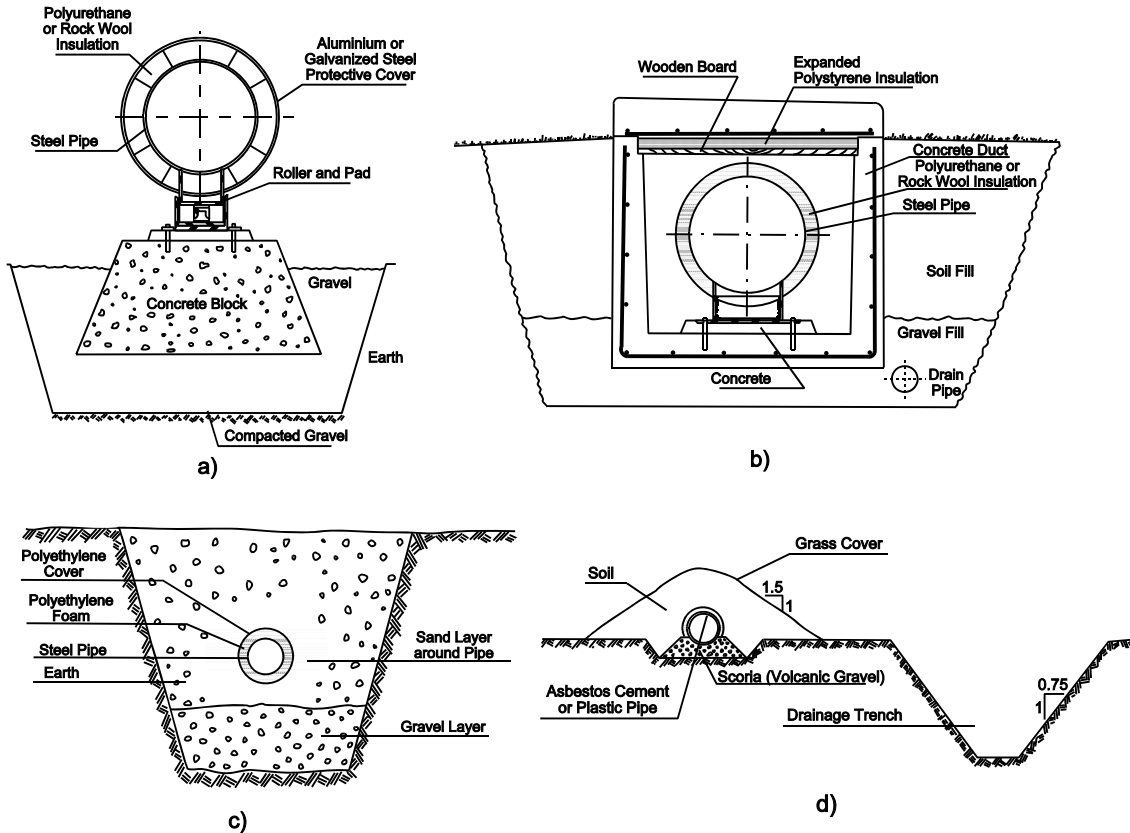 Polyurethane
or Rock Wool
Insulation
Aluminium or
Galvanized Steel
Protective Cover
Steel Pipe
Roller and Pad
Gravel
Concrete Block
Earth
Compacted Gravel
a)
Wooden Board
Expanded
Polystyrene Insulation
Concrete Duct
Polyurethane or
Rock Wool Insulation
Steel Pipe
Soil Fill
Gravel Fill
Drain
Pipe
Concrete
b)
Polyethylene
Cover
Polyethylene
Foam
Steel Pipe
Earth
Sand Layer
around Pipe
Gravel Layer
c)
Grass Cover
Soil
1.5
1
Scoria (Volcanic Gravel)
Asbestos Cement
or Plastic Pipe
Drainage Trench
0.75
1
d)